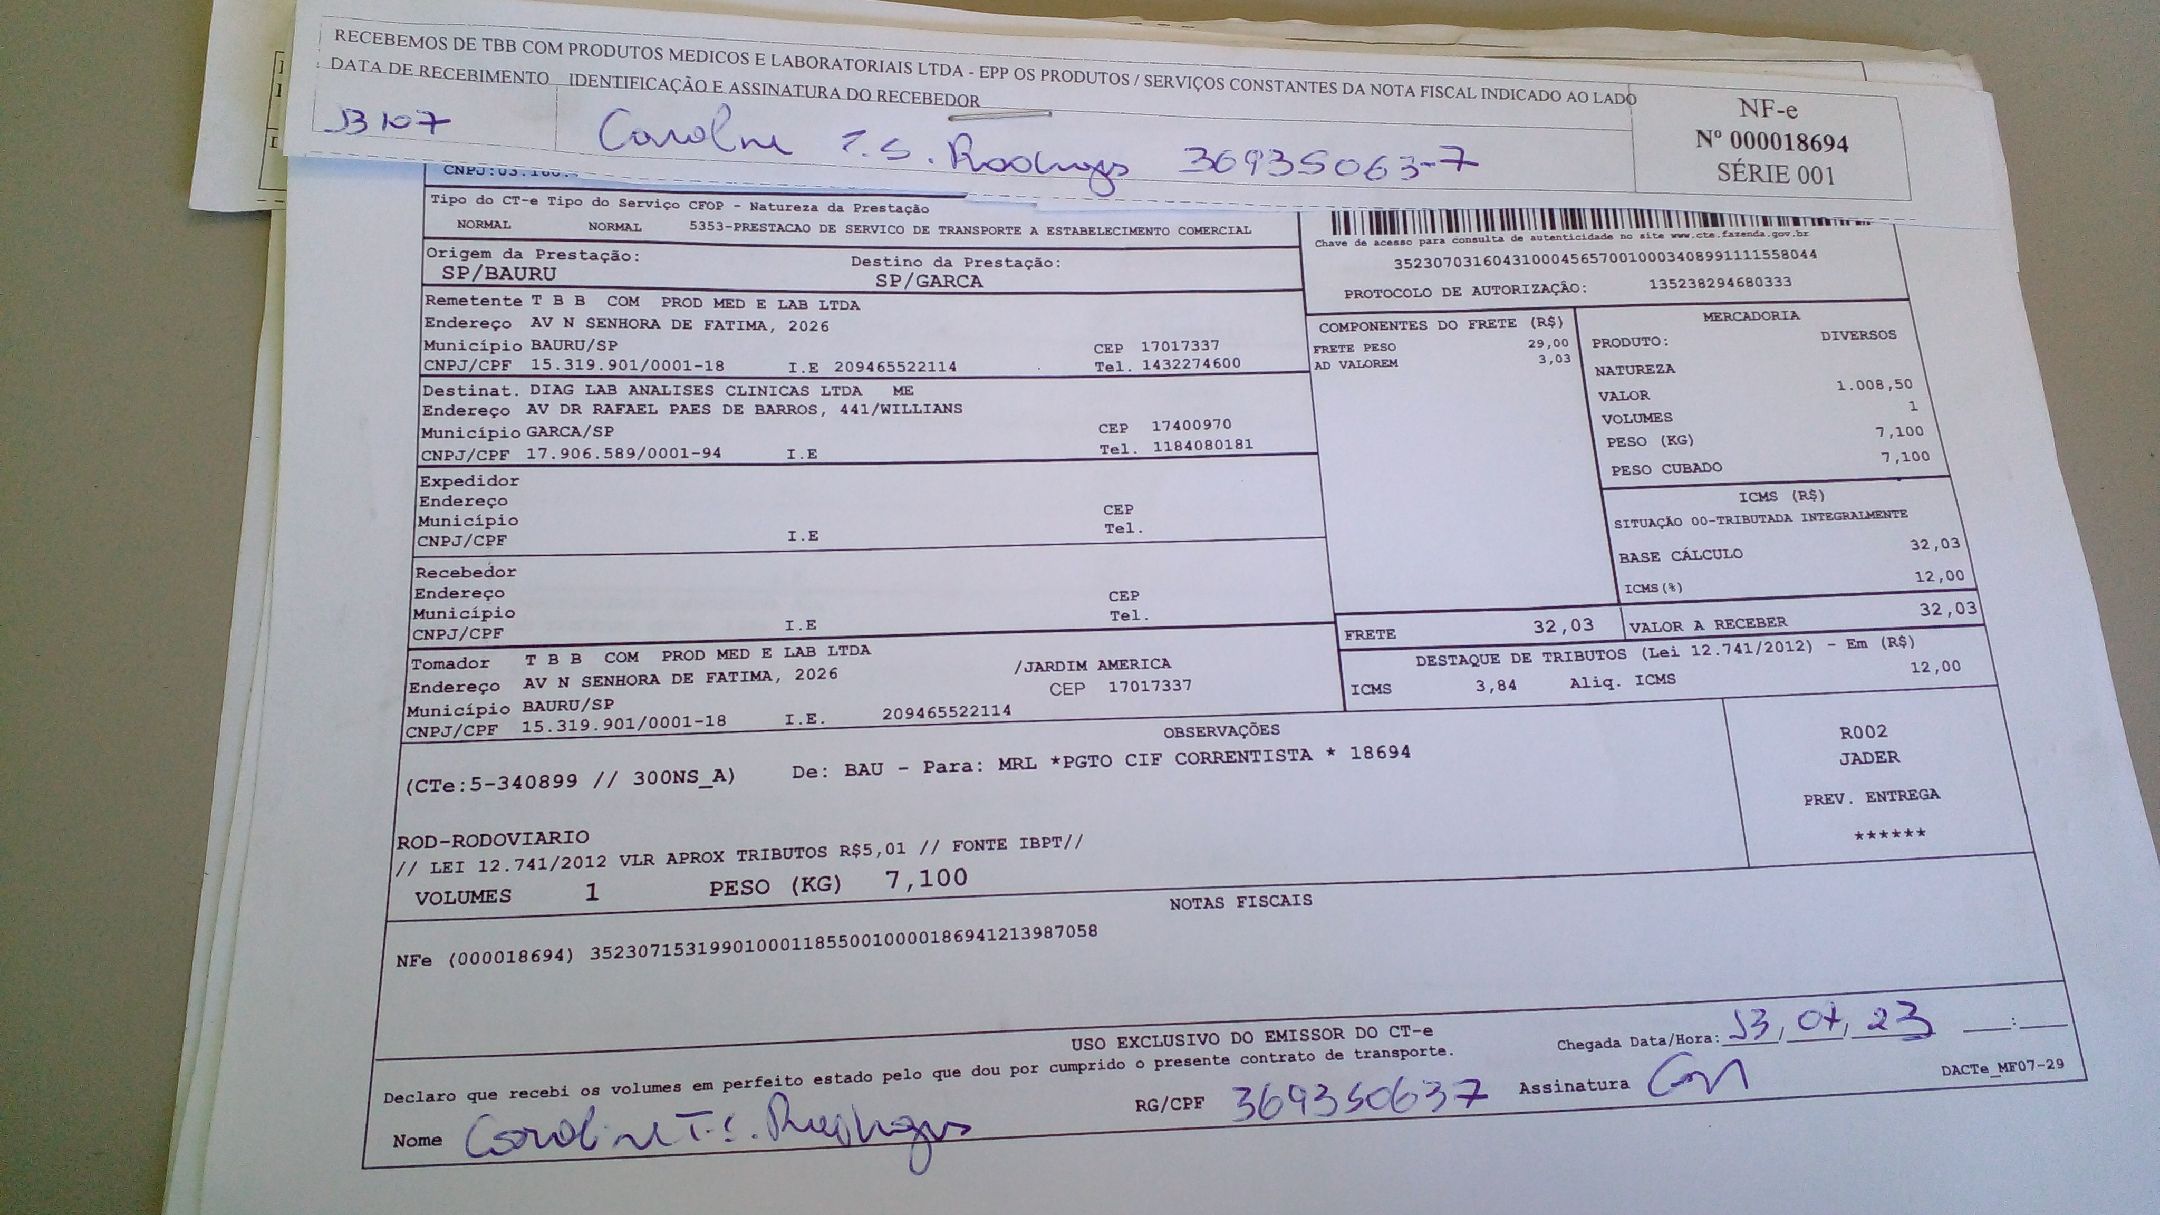 RECEBEMOS DE TBB COM PRODUTOS MEDICOS E LABORATORIAIS LTDA - EPP OS PRODUTOS / SERVIÇOS CONSTANTES DA NOTA FISCAL INDICADO AO LADO
DATA DE RECEBIMENTO IDENTIFICAÇÃO E ASSINATURA DO RECEBEDOR
13/07 Caroline T.S. Rodrigs 36935063-7
NF-e
Nº 000018694
SÉRIE 001
Tipo do CT-e Tipo do Serviço CFOP - Natureza da Prestação
NORMAL NORMAL 5353-PRESTACAO DE SERVICO DE TRANSPORTE A ESTABELECIMENTO COMERCIAL
Origem da Prestação: Destino da Prestação:
SP/BAURU SP/GARCA
Chave de acesso para consulta de autenticidade no site www.cte.fazenda.gov.br
35230703160431000456570010003408991111558044
PROTOCOLO DE AUTORIZAÇÃO: 135238294680333
Remetente T B B COM PROD MED E LAB LTDA
Endereço AV N SENHORA DE FATIMA, 2026
Município BAURU/SP CEP 17017337
CNPJ/CPF 15.319.901/0001-18 I.E 209465522114 Tel. 1432274600
Destinat. DIAG LAB ANALISES CLINICAS LTDA ME
Endereço AV DR RAFAEL PAES DE BARROS, 441/WILLIANS
Município GARCA/SP CEP 17400970
CNPJ/CPF 17.906.589/0001-94 I.E Tel. 1184080181
Expedidor
Endereço
Município CEP
CNPJ/CPF I.E Tel.
Recebedor
Endereço
Município CEP
CNPJ/CPF I.E Tel.
Tomador T B B COM PROD MED E LAB LTDA
Endereço AV N SENHORA DE FATIMA, 2026 /JARDIM AMERICA
Município BAURU/SP CEP 17017337
CNPJ/CPF 15.319.901/0001-18 I.E. 209465522114
COMPONENTES DO FRETE (R$)
FRETE PESO 29,00
AD VALOREM 3,03
MERCADORIA
PRODUTO: DIVERSOS
NATUREZA
VALOR 1.008,50
VOLUMES 1
PESO (KG) 7,100
PESO CUBADO 7,100
ICMS (R$)
SITUAÇÃO 00-TRIBUTADA INTEGRALMENTE
BASE CÁLCULO 32,03
ICMS(%) 12,00
FRETE 32,03 VALOR A RECEBER 32,03
DESTAQUE DE TRIBUTOS (Lei 12.741/2012) - Em (R$)
ICMS 3,84 Aliq. ICMS 12,00
OBSERVAÇÕES
(CTe:5-340899 // 300NS_A) De: BAU - Para: MRL *PGTO CIF CORRENTISTA * 18694
ROD-RODOVIARIO
// LEI 12.741/2012 VLR APROX TRIBUTOS R$5,01 // FONTE IBPT//
VOLUMES 1 PESO (KG) 7,100
R002
JADER
PREV. ENTREGA
******
NOTAS FISCAIS
NFe (000018694) 35230715319901000118550010000186941213987058
USO EXCLUSIVO DO EMISSOR DO CT-e
Declaro que recebi os volumes em perfeito estado pelo que dou por cumprido o presente contrato de transporte.
Chegada Data/Hora: 13/07/23 __:__
Nome Caroline T.S. RG/CPF 369350637 Assinatura
DACTe_MF07-29